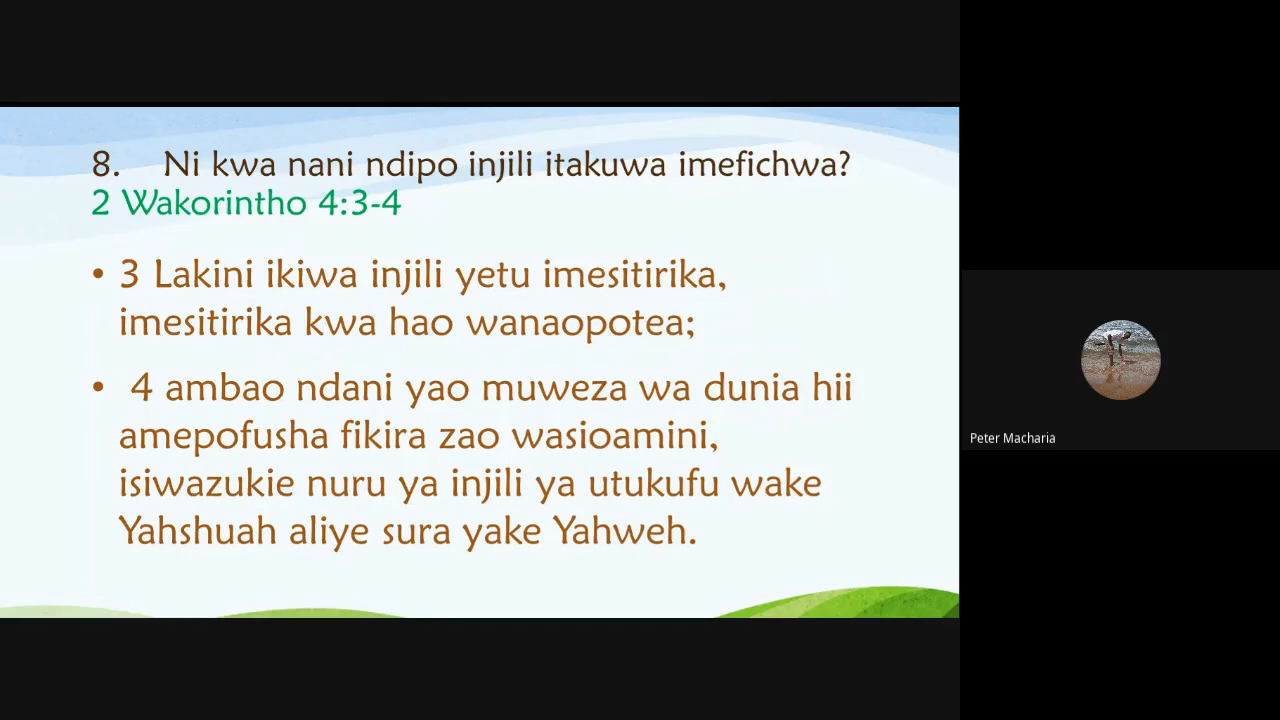 8. Ni kwa nani ndipo injili itakuwa imefichwa?
2 Wakorintho 4:3-4
• 3 Lakini ikiwa injili yetu imesitirika,
imesitirika kwa hao wanaopotea;
• 4 ambao ndani yao muweza wa dunia hii
amepofusha fikira zao wasioamini,
isiwazukie nuru ya injili ya utukufu wake
Yahshuah aliye sura yake Yahweh.
Peter Macharia